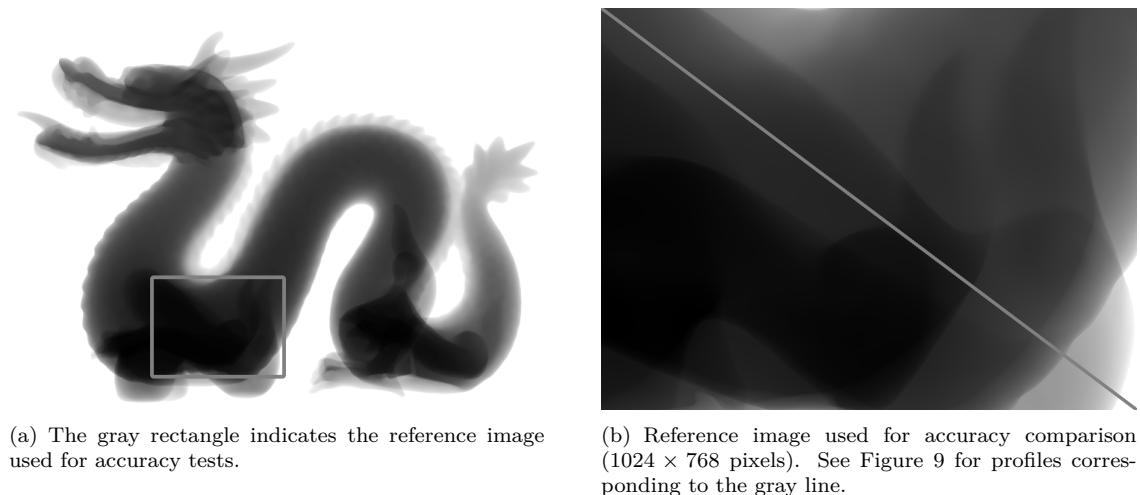 (a) The gray rectangle indicates the reference image
used for accuracy tests.
(b) Reference image used for accuracy comparison
(1024 × 768 pixels). See Figure 9 for profiles corres-
ponding to the gray line.